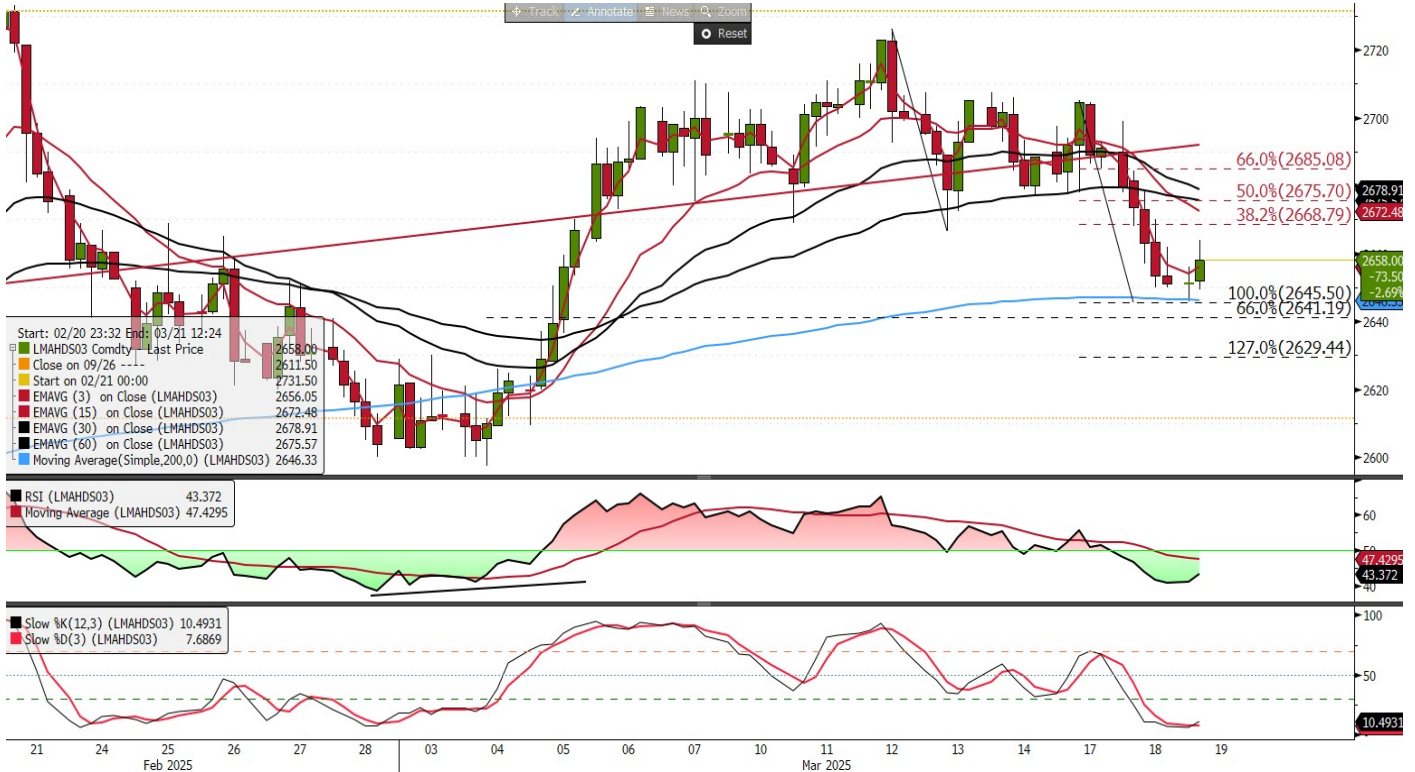 Track Annotate News Zoom
Reset
2720
2700
66.0%(2685.08)
2678.91
50.0%(2675.70)
2672.48
38.2%(2668.79)
2658.00
-73.50
-2.69%
100.0%(2645.50)
66.0%(2641.19)
2640
127.0%(2629.44)
2620
2600
Start: 02/20 23:32 End: 03/21 12:24
LMAHDS03 Comdty - Last Price 2658.00
Close on 09/26 ---- 2611.50
Start on 02/21 00:00 2731.50
EMAVG (3) on Close (LMAHDS03) 2656.05
EMAVG (15) on Close (LMAHDS03) 2672.48
EMAVG (30) on Close (LMAHDS03) 2678.91
EMAVG (60) on Close (LMAHDS03) 2675.57
Moving Average(Simple,200,0) (LMAHDS03) 2646.33
RSI (LMAHDS03) 43.372
Moving Average (LMAHDS03) 47.4295
60
47.4295
43.372
Slow %K(12,3) (LMAHDS03) 10.4931
Slow %D(3) (LMAHDS03) 7.6869
100
50
10.4931
21 24 25 26 27 28 03 04 05 06 07 10 11 12 13 14 17 18 19
Feb 2025 Mar 2025